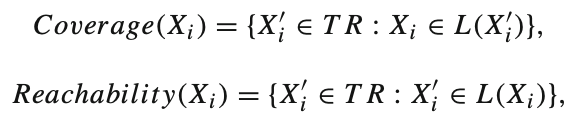 Coverage(X_i) = {X′_i ∈ TR : X_i ∈ L(X′_i)},
Reachability(X_i) = {X′_i ∈ TR : X′_i ∈ L(X_i)},